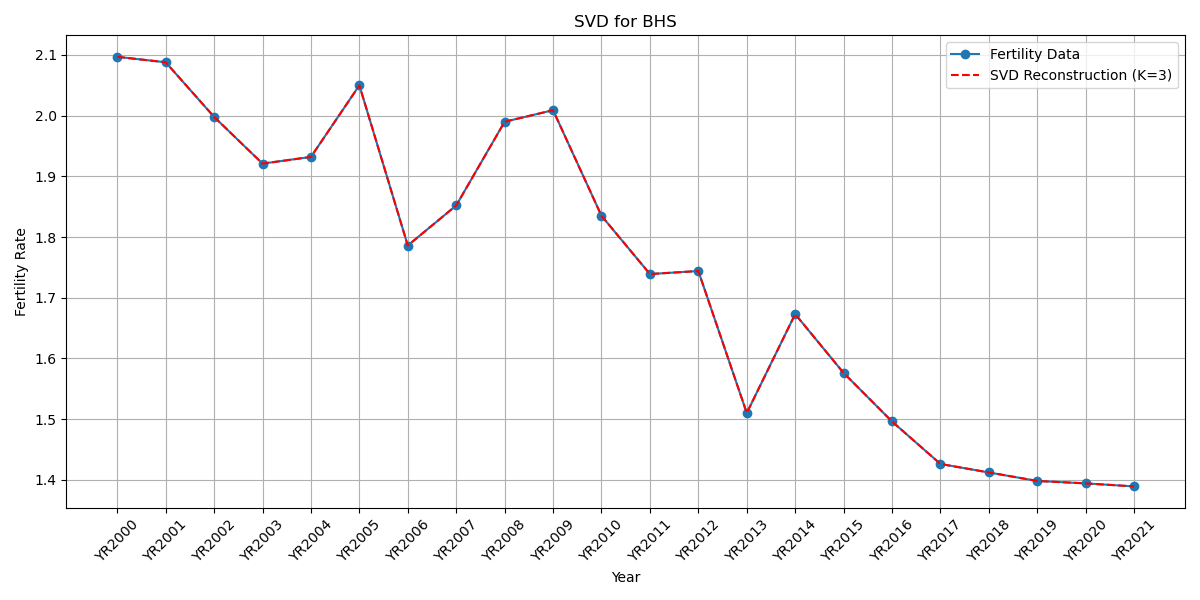 SVD for BHS
Fertility Data
SVD Reconstruction (K=3)
Fertility Rate
2.1
2.0
1.9
1.8
1.7
1.6
1.5
1.4
YR2000
YR2001
YR2002
YR2003
YR2004
YR2005
YR2006
YR2007
YR2008
YR2009
YR2010
YR2011
YR2012
YR2013
YR2014
YR2015
YR2016
YR2017
YR2018
YR2019
YR2020
YR2021
Year